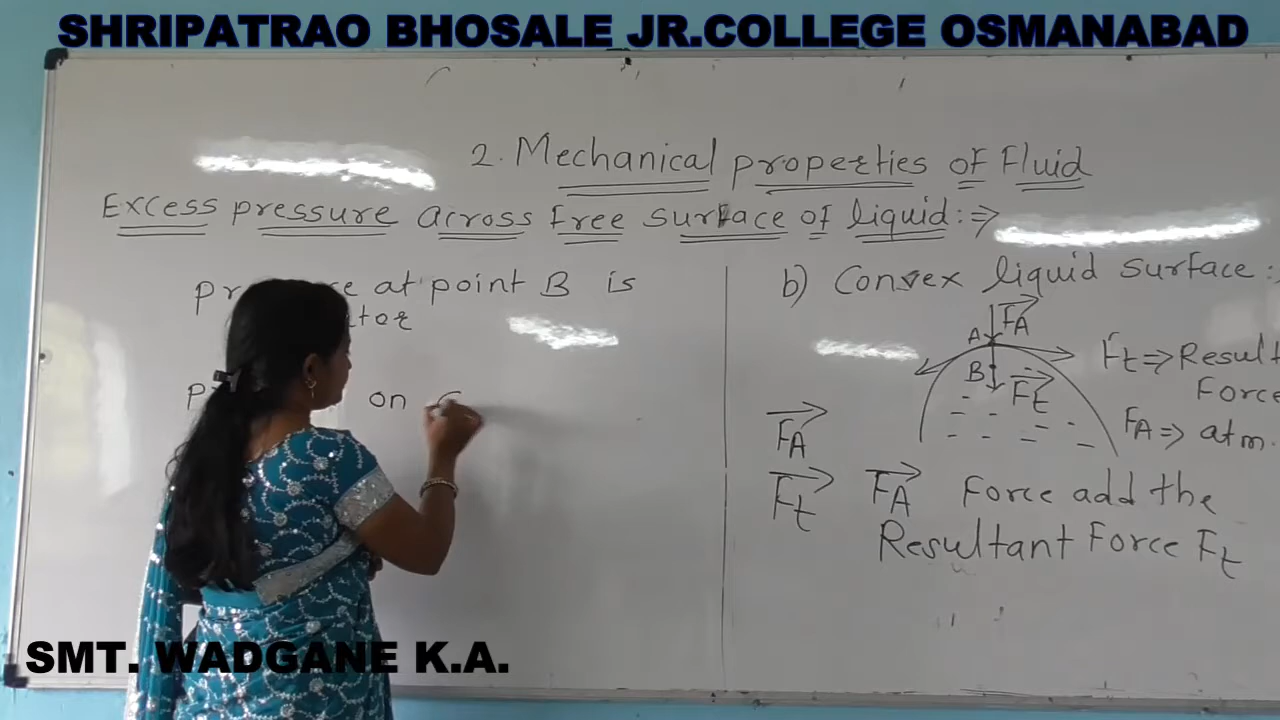 SHRIPATRAO BHOSALE JR.COLLEGE OSMANABAD
2. Mechanical properties of Fluid
Excess pressure across free surface of liquid:⇒
at point B is
on
b) Convex liquid surface:
FA
A
B
Ft
Ft ⇒ Result
Force
FA ⇒ atm.
FA
Ft FA Force add the
Resultant Force Ft
SMT. WADGANE K.A.